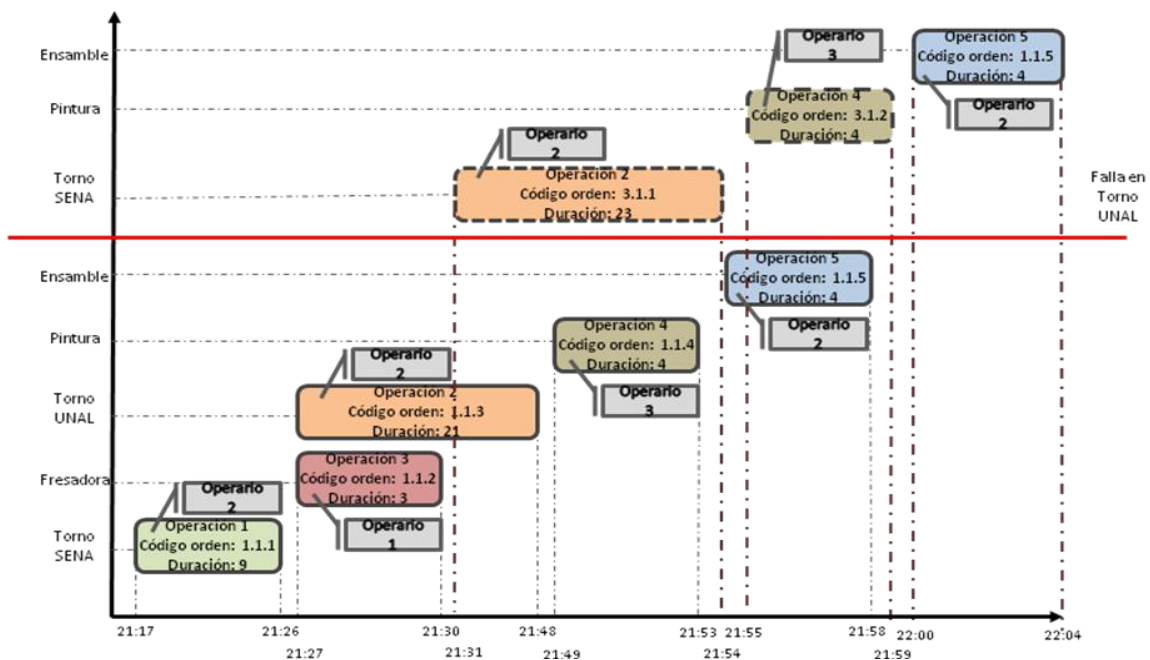 Ensamble
Operario
3
Operación 5
Código orden: 1.1.5
Duración: 4
Pintura
Operación 4
Código orden: 3.1.2
Duración: 4
Operario
2
Operario
2
Torno
SENA
Operación 2
Código orden: 3.1.1
Duración: 23
Falla en
Torno
UNAL
Ensamble
Operación 5
Código orden: 1.1.5
Duración: 4
Operario
2
Pintura
Operación 4
Código orden: 1.1.4
Duración: 4
Operario
2
Operario
3
Torno
UNAL
Operación 2
Código orden: 1.1.3
Duración: 21
Fresadora
Operación 3
Código orden: 1.1.2
Duración: 3
Operario
2
Operario
1
Torno
SENA
Operación 1
Código orden: 1.1.1
Duración: 9
21:17 21:26 21:30 21:48 21:53 21:55 21:58 22:00 22:04
21:27 21:31 21:49 21:54 21:59